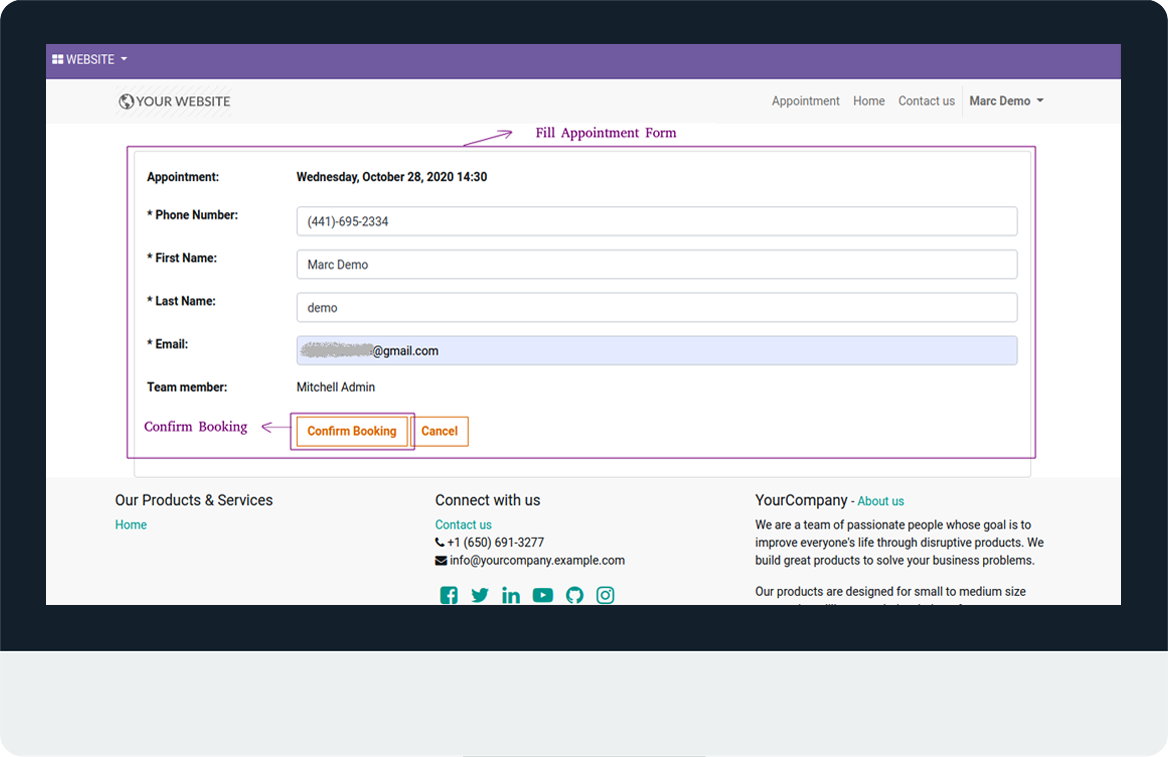 WEBSITE
YOUR WEBSITE
Appointment Home Contact us Marc Demo
Fill Appointment Form
Appointment: Wednesday, October 28, 2020 14:30
* Phone Number: (441)-695-2334
* First Name: Marc Demo
* Last Name: demo
* Email: @gmail.com
Team member: Mitchell Admin
Confirm Booking Confirm Booking Cancel
Our Products & Services
Home
Connect with us
Contact us
+1 (650) 691-3277
info@yourcompany.example.com
YourCompany - About us
We are a team of passionate people whose goal is to
improve everyone's life through disruptive products. We
build great products to solve your business problems.
Our products are designed for small to medium size